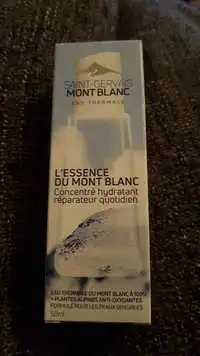 SAINT-GERVAIS
MONT BLANC
EAU THERMALE
L'ESSENCE
DU MONT BLANC
Concentré hydratant
réparateur quotidien
EAU THERMALE DU MONT BLANC À 100%
+ PLANTES ALPINES ANTI-OXYDANTES
FORMULÉ POUR LES PEAUX SENSIBLES
50ml